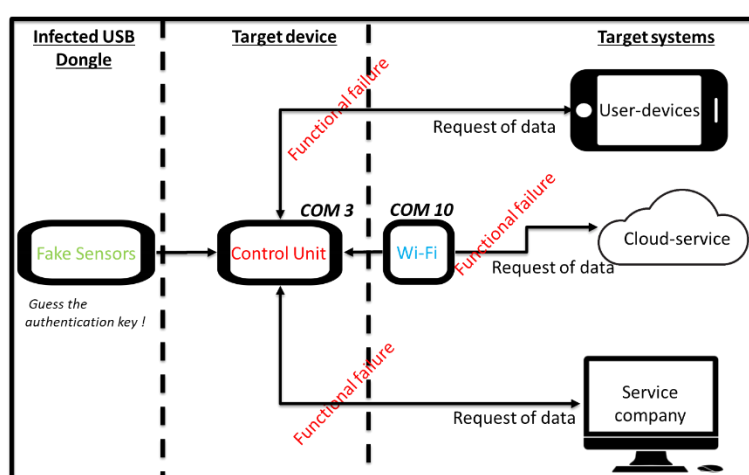 Infected USB
Dongle
Target device
Target systems
Functional failure
Request of data
User-devices
COM 3
COM 10
Functional failure
Fake Sensors
Control Unit
Wi-Fi
Cloud-service
Request of data
Guess the
authentication key !
Functional failure
Request of data
Service
company